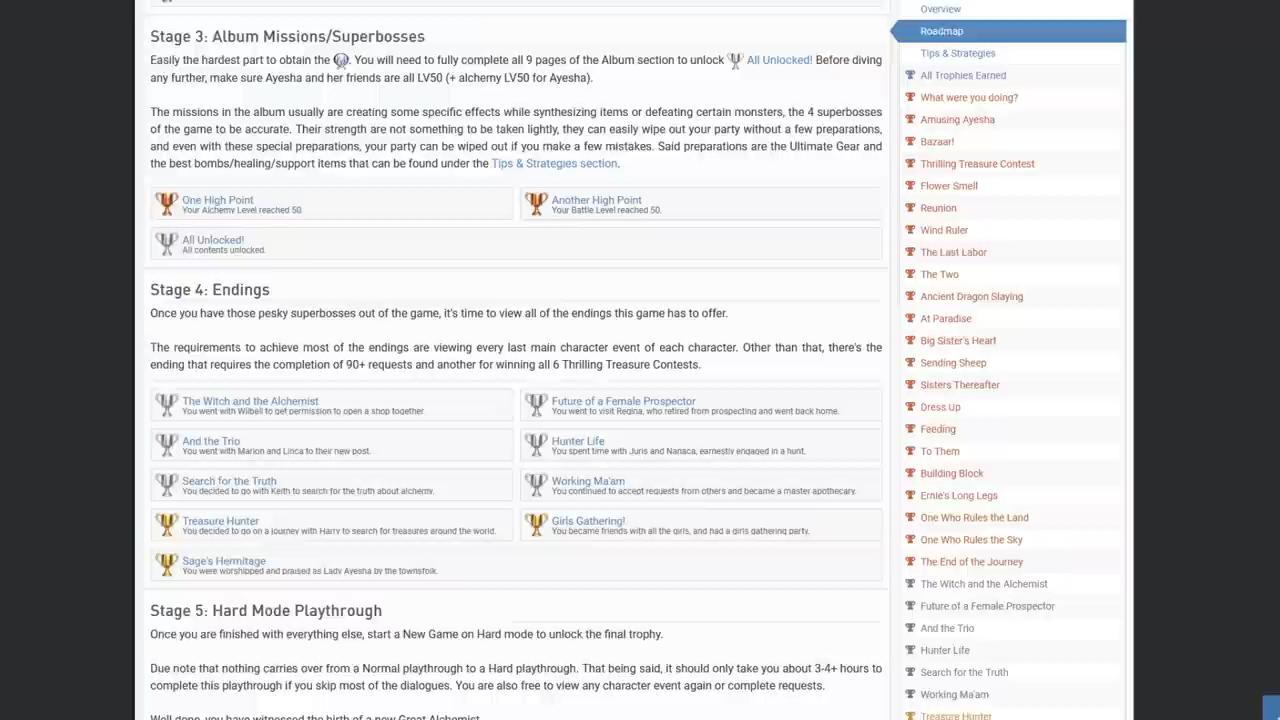 Stage 3: Album Missions/Superbosses
Easily the hardest part to obtain the . You will need to fully complete all 9 pages of the Album section to unlock All Unlocked! Before diving
any further, make sure Ayesha and her friends are all LV50 (+ alchemy LV50 for Ayesha).
The missions in the album usually are creating some specific effects while synthesizing items or defeating certain monsters, the 4 superbosses
of the game to be accurate. Their strength are not something to be taken lightly, they can easily wipe out your party without a few preparations,
and even with these special preparations, your party can be wiped out if you make a few mistakes. Said preparations are the Ultimate Gear and
the best bombs/healing/support items that can be found under the Tips & Strategies section.
One High Point
Your Alchemy Level reached 50.
Another High Point
Your Battle Level reached 50.
All Unlocked!
All contents unlocked.
Stage 4: Endings
Once you have those pesky superbosses out of the game, it's time to view all of the endings this game has to offer.
The requirements to achieve most of the endings are viewing every last main character event of each character. Other than that, there's the
ending that requires the completion of 90+ requests and another for winning all 6 Thrilling Treasure Contests.
The Witch and the Alchemist
You went with Wilbell to get permission to open a shop together.
Future of a Female Prospector
You went to visit Regina, who retired from prospecting and went back home.
And the Trio
You went with Marion and Linca to their new post.
Hunter Life
You spent time with Juris and Nanaca, earnestly engaged in a hunt.
Search for the Truth
You decided to go with Keith to search for the truth about alchemy.
Working Ma'am
You continued to accept requests from others and became a master apothecary.
Treasure Hunter
You decided to go on a journey with Harry to search for treasures around the world.
Girls Gathering!
You became friends with all the girls, and had a girls gathering party.
Sage's Hermitage
You were worshipped and praised as Lady Ayesha by the townsfolk.
Stage 5: Hard Mode Playthrough
Once you are finished with everything else, start a New Game on Hard mode to unlock the final trophy.
Due note that nothing carries over from a Normal playthrough to a Hard playthrough. That being said, it should only take you about 3-4+ hours to
complete this playthrough if you skip most of the dialogues. You are also free to view any character event again or complete requests.
Well done, you have witnessed the birth of a new Great Alchemist.
Overview
Roadmap
Tips & Strategies
All Trophies Earned
What were you doing?
Amusing Ayesha
Bazaar!
Thrilling Treasure Contest
Flower Smell
Reunion
Wind Ruler
The Last Labor
The Two
Ancient Dragon Slaying
At Paradise
Big Sister's Heart
Sending Sheep
Sisters Thereafter
Dress Up
Feeding
To Them
Building Block
Ernie's Long Legs
One Who Rules the Land
One Who Rules the Sky
The End of the Journey
The Witch and the Alchemist
Future of a Female Prospector
And the Trio
Hunter Life
Search for the Truth
Working Ma'am
Treasure Hunter